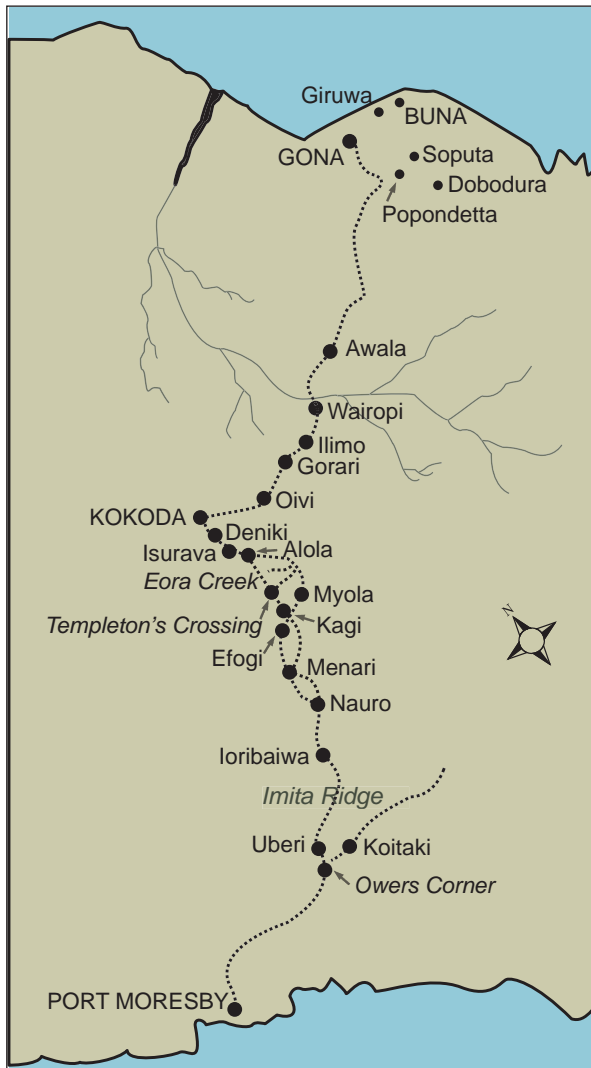 Giruwa
BUNA
GONA
Soputa
Dobodura
Popondetta
Awala
Wairopi
Ilimo
Gorari
Oivi
KOKODA
Deniki
Isurava
Alola
Eora Creek
Myola
Templeton's Crossing
Kagi
Efogi
Menari
Nauro
N
Ioribaiwa
Imita Ridge
Uberi
Koitaki
Owers Corner
PORT MORESBY